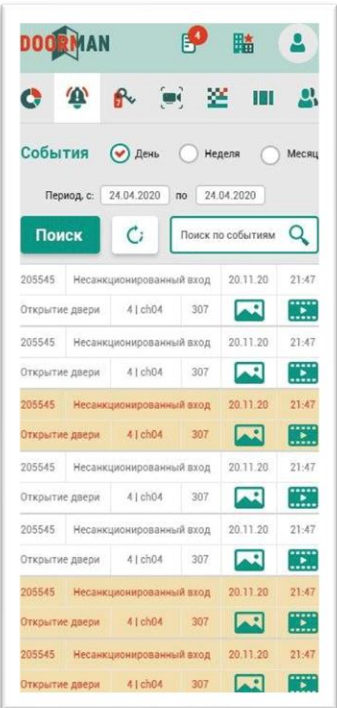 DOORMAN 4
7
События День Неделя Месяц
Период, с: 24.04.2020 по 24.04.2020
Поиск Поиск по событиям
205545 Несанкционированный вход 20.11.20 21:47
Открытие двери 4 | ch04 307
205545 Несанкционированный вход 20.11.20 21:47
Открытие двери 4 | ch04 307
205545 Несанкционированный вход 20.11.20 21:47
Открытие двери 4 | ch04 307
205545 Несанкционированный вход 20.11.20 21:47
Открытие двери 4 | ch04 307
205545 Несанкционированный вход 20.11.20 21:47
Открытие двери 4 | ch04 307
205545 Несанкционированный вход 20.11.20 21:47
Открытие двери 4 | ch04 307
205545 Несанкционированный вход 20.11.20 21:47
Открытие двери 4 | ch04 307